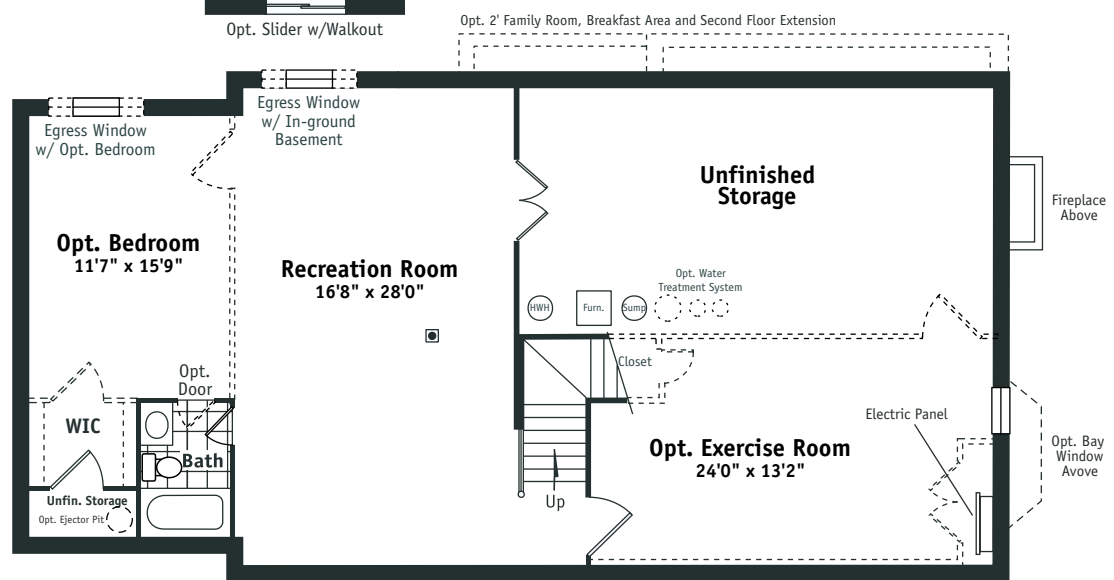 Opt. 2' Family Room, Breakfast Area and Second Floor Extension
Opt. Slider w/Walkout
Egress Window
w/ Opt. Bedroom
Egress Window
w/ In-ground
Basement
Unfinished
Storage
Fireplace
Above
Opt. Bedroom
11'7" x 15'9"
Recreation Room
16'8" x 28'0"
Opt. Water
Treatment System
HWH
Furn.
Sump
Closet
Opt.
Door
WIC
Bath
Electric Panel
Opt. Exercise Room
24'0" x 13'2"
Opt. Bay
Window
Avove
Up
Unfin. Storage
Opt. Ejector Pit